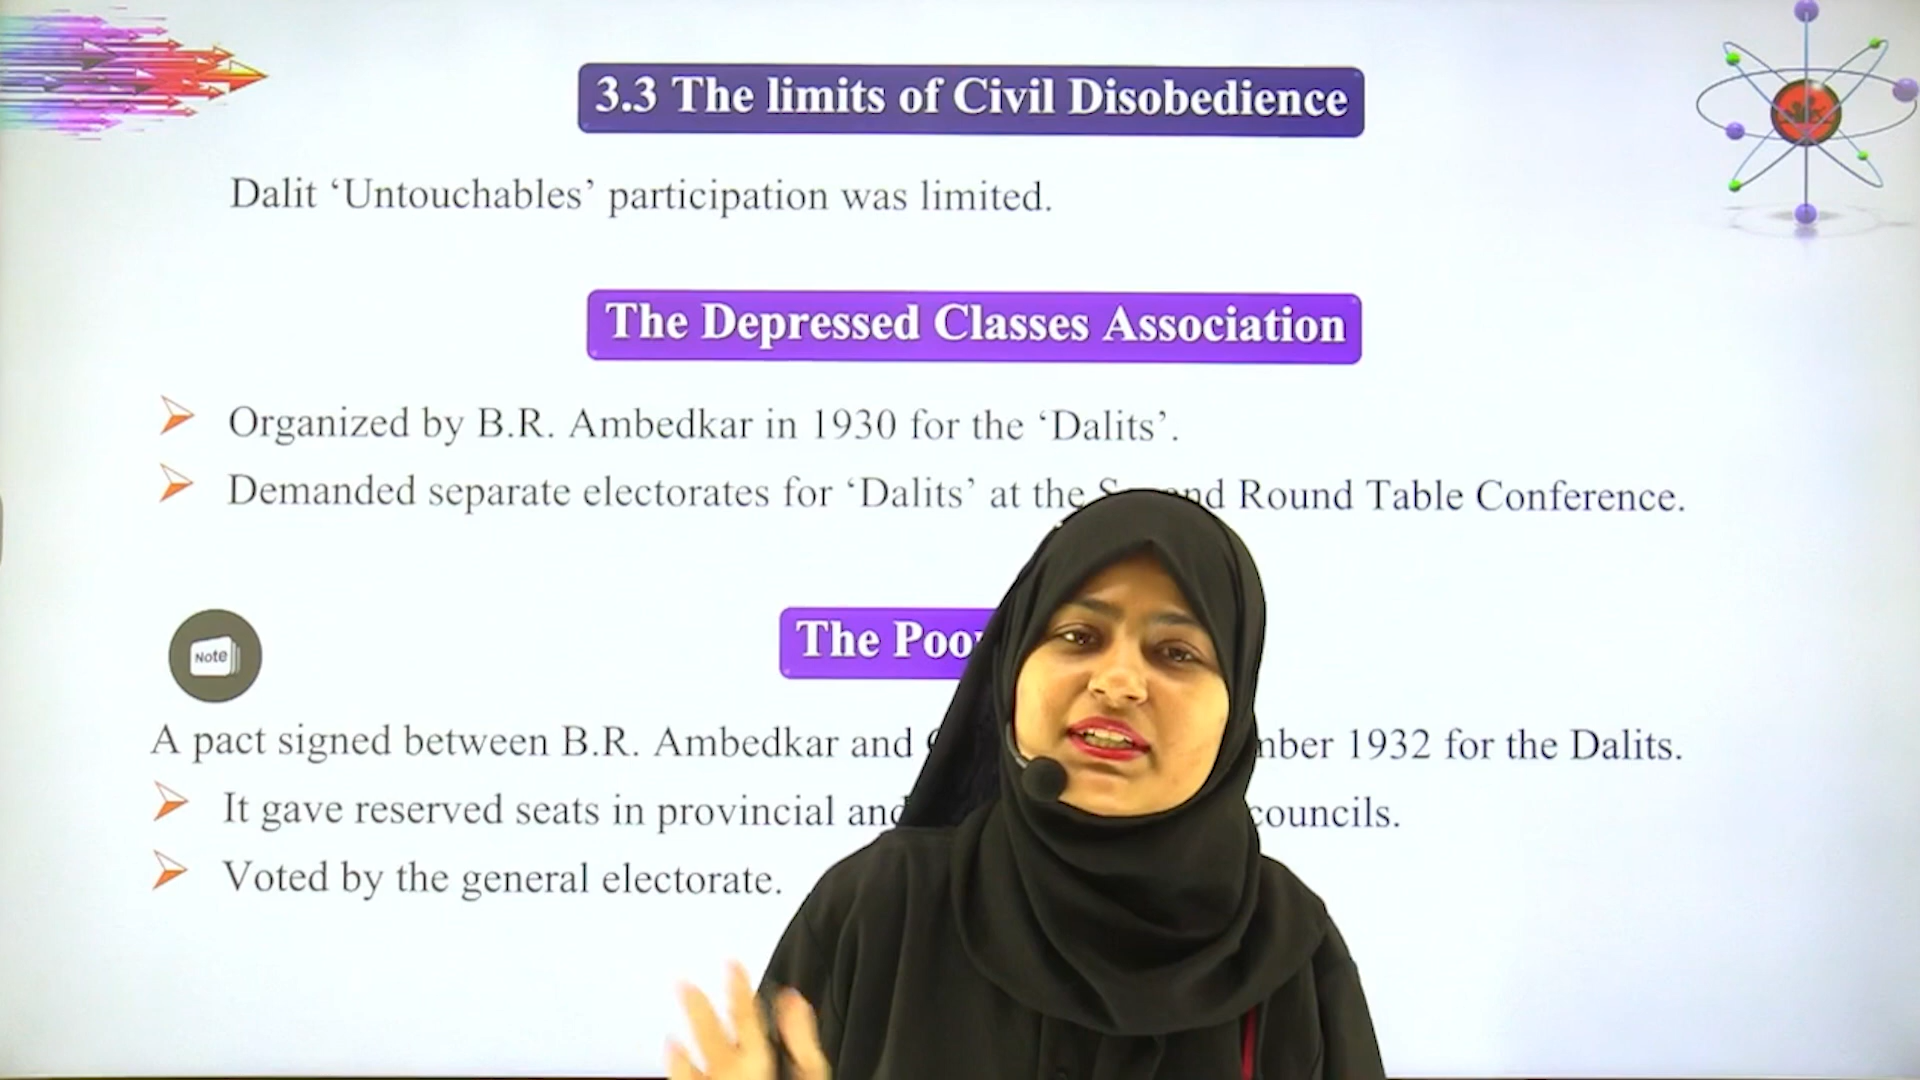 3.3 The limits of Civil Disobedience
Dalit ‘Untouchables’ participation was limited.
The Depressed Classes Association
Organized by B.R. Ambedkar in 1930 for the ‘Dalits’.
Demanded separate electorates for ‘Dalits’ at the Round Table Conference.
Note
The
A pact signed between B.R. Ambedkar and 1932 for the Dalits.
It gave reserved seats in provincial and councils.
Voted by the general electorate.